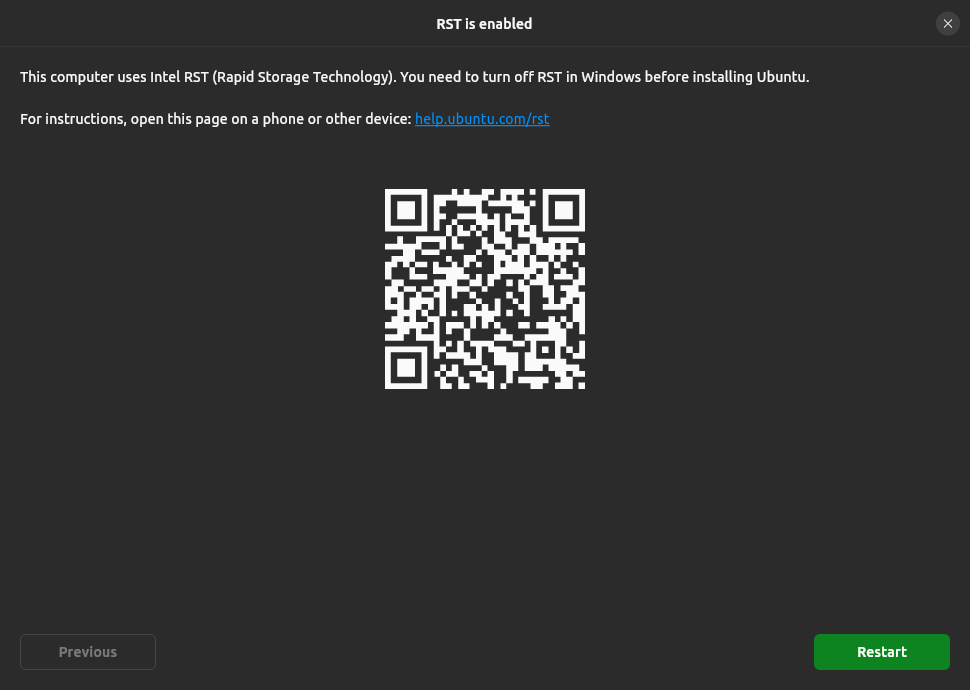 RST is enabled
This computer uses Intel RST (Rapid Storage Technology). You need to turn off RST in Windows before installing Ubuntu.
For instructions, open this page on a phone or other device: help.ubuntu.com/rst
Previous
Restart